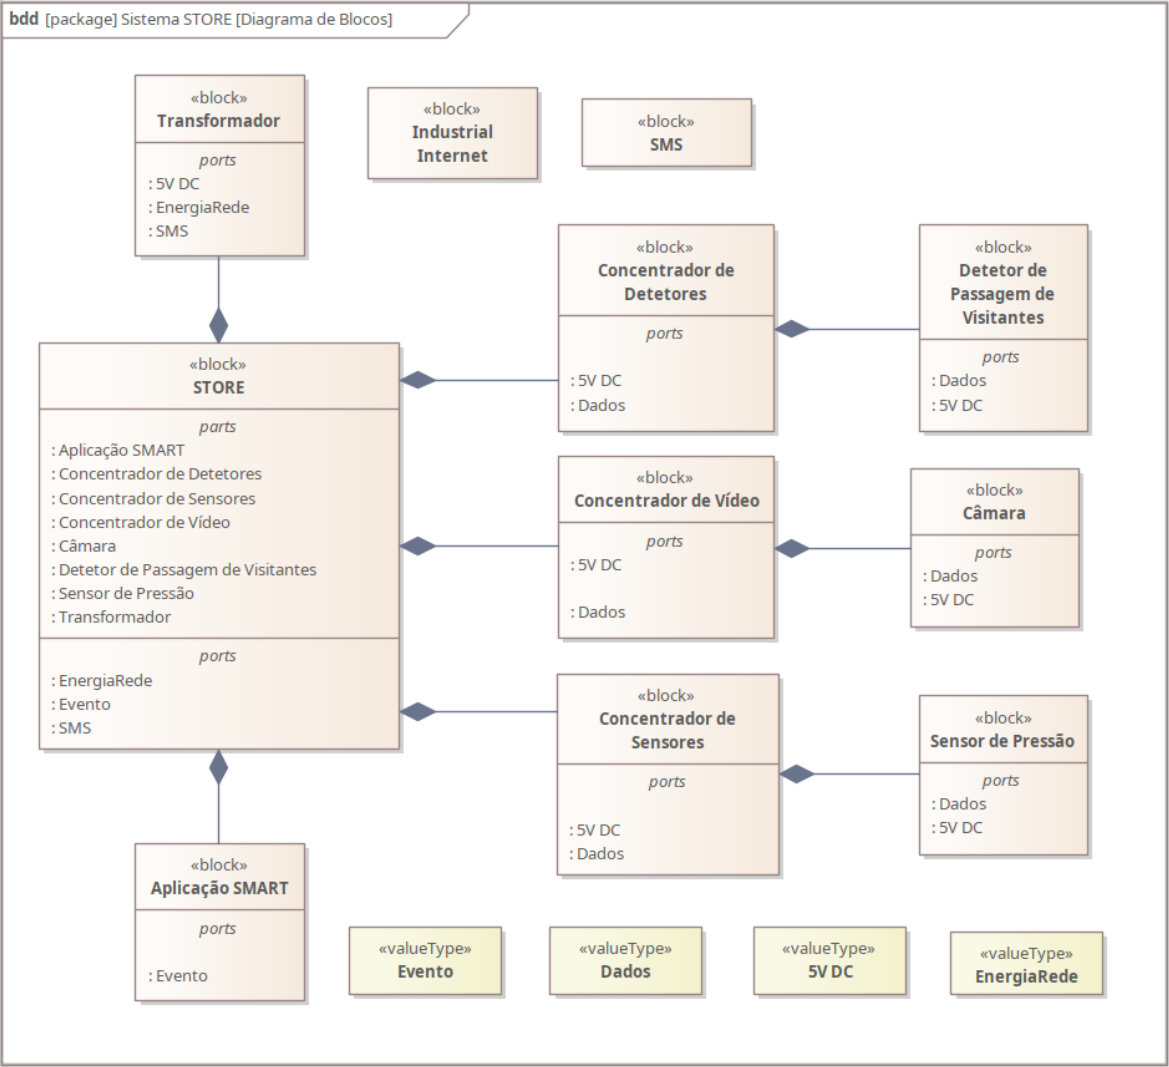 bdd [package] Sistema STORE [Diagrama de Blocos]
«block»
Transformador
ports
: 5V DC
: EnergiaRede
: SMS
«block»
Industrial
Internet
«block»
SMS
«block»
Concentrador de
Detetores
ports
: 5V DC
: Dados
«block»
Detetor de
Passagem de
Visitantes
ports
: Dados
: 5V DC
«block»
STORE
parts
: Aplicação SMART
: Concentrador de Detetores
: Concentrador de Sensores
: Concentrador de Vídeo
: Câmara
: Detetor de Passagem de Visitantes
: Sensor de Pressão
: Transformador
ports
: EnergiaRede
: Evento
: SMS
«block»
Concentrador de Vídeo
ports
: 5V DC
: Dados
«block»
Câmara
ports
: Dados
: 5V DC
«block»
Concentrador de
Sensores
ports
: 5V DC
: Dados
«block»
Sensor de Pressão
ports
: Dados
: 5V DC
«block»
Aplicação SMART
ports
: Evento
«valueType»
Evento
«valueType»
Dados
«valueType»
5V DC
«valueType»
EnergiaRede